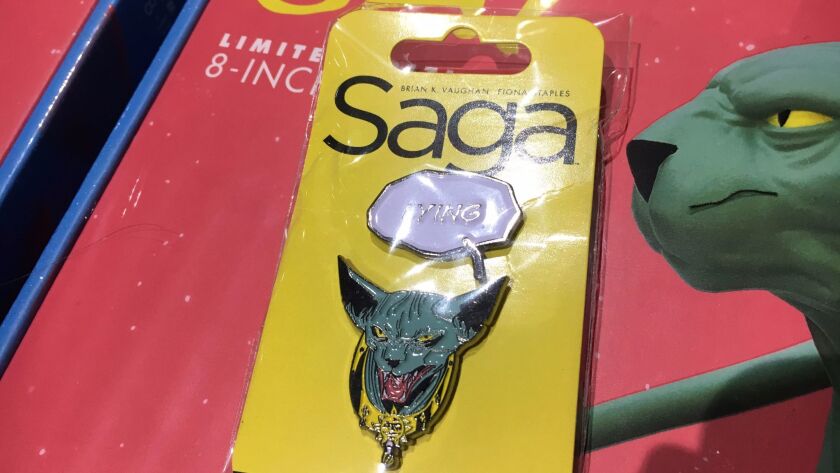 LIMITE
8-INC
BRIAN K. VAUGHAN FIONA STAPLES
Saga
LYING